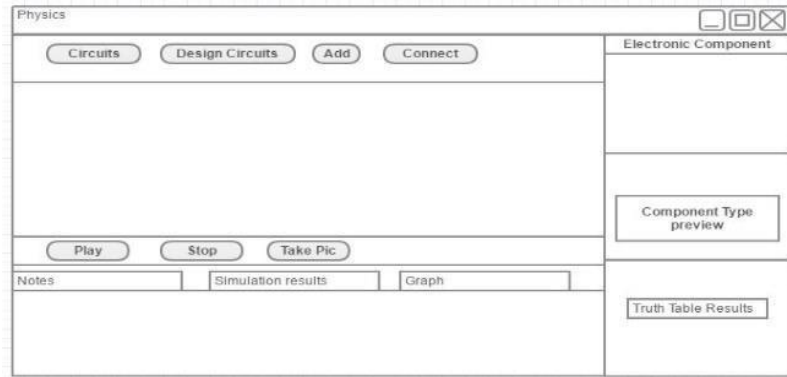 Physics
Circuits
Design Circuits
Add
Connect
Electronic Component
Component Type
preview
Play
Stop
Take Pic
Notes
Simulation results
Graph
Truth Table Results